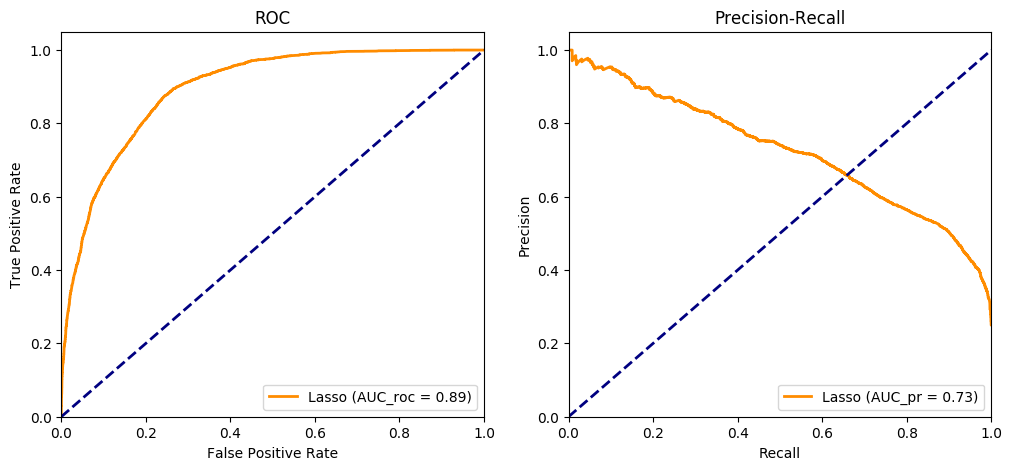 ROC
True Positive Rate
1.0
0.8
0.6
0.4
0.2
0.0
Lasso (AUC_roc = 0.89)
0.0 0.2 0.4 0.6 0.8 1.0
False Positive Rate
Precision-Recall
Precision
1.0
0.8
0.6
0.4
0.2
0.0
Lasso (AUC_pr = 0.73)
0.0 0.2 0.4 0.6 0.8 1.0
Recall